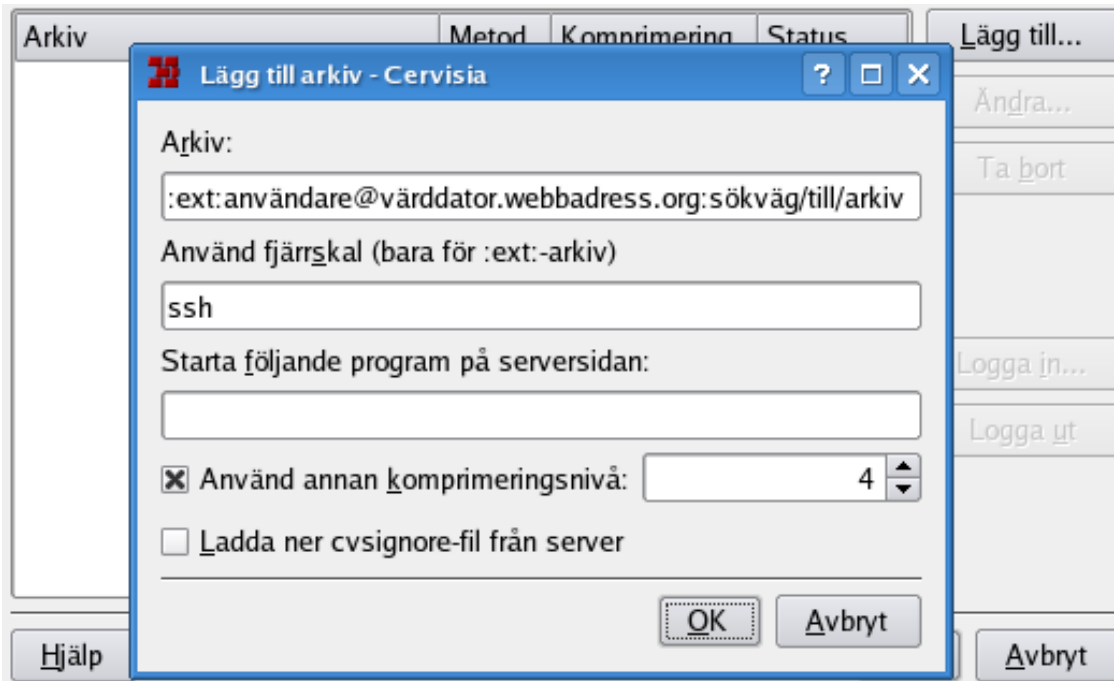 Arkiv Metod Komprimering Status
Lägg till...
Ändra...
Ta bort
Logga in...
Logga ut
Lägg till arkiv - Cervisia
Arkiv:
:ext:användare@värddator.webbadress.org:sökväg/till/arkiv
Använd fjärrskal (bara för :ext:-arkiv)
ssh
Starta följande program på serversidan:
Använd annan komprimeringsnivå: 4
Ladda ner cvsignore-fil från server
OK Avbryt
Hjälp Avbryt